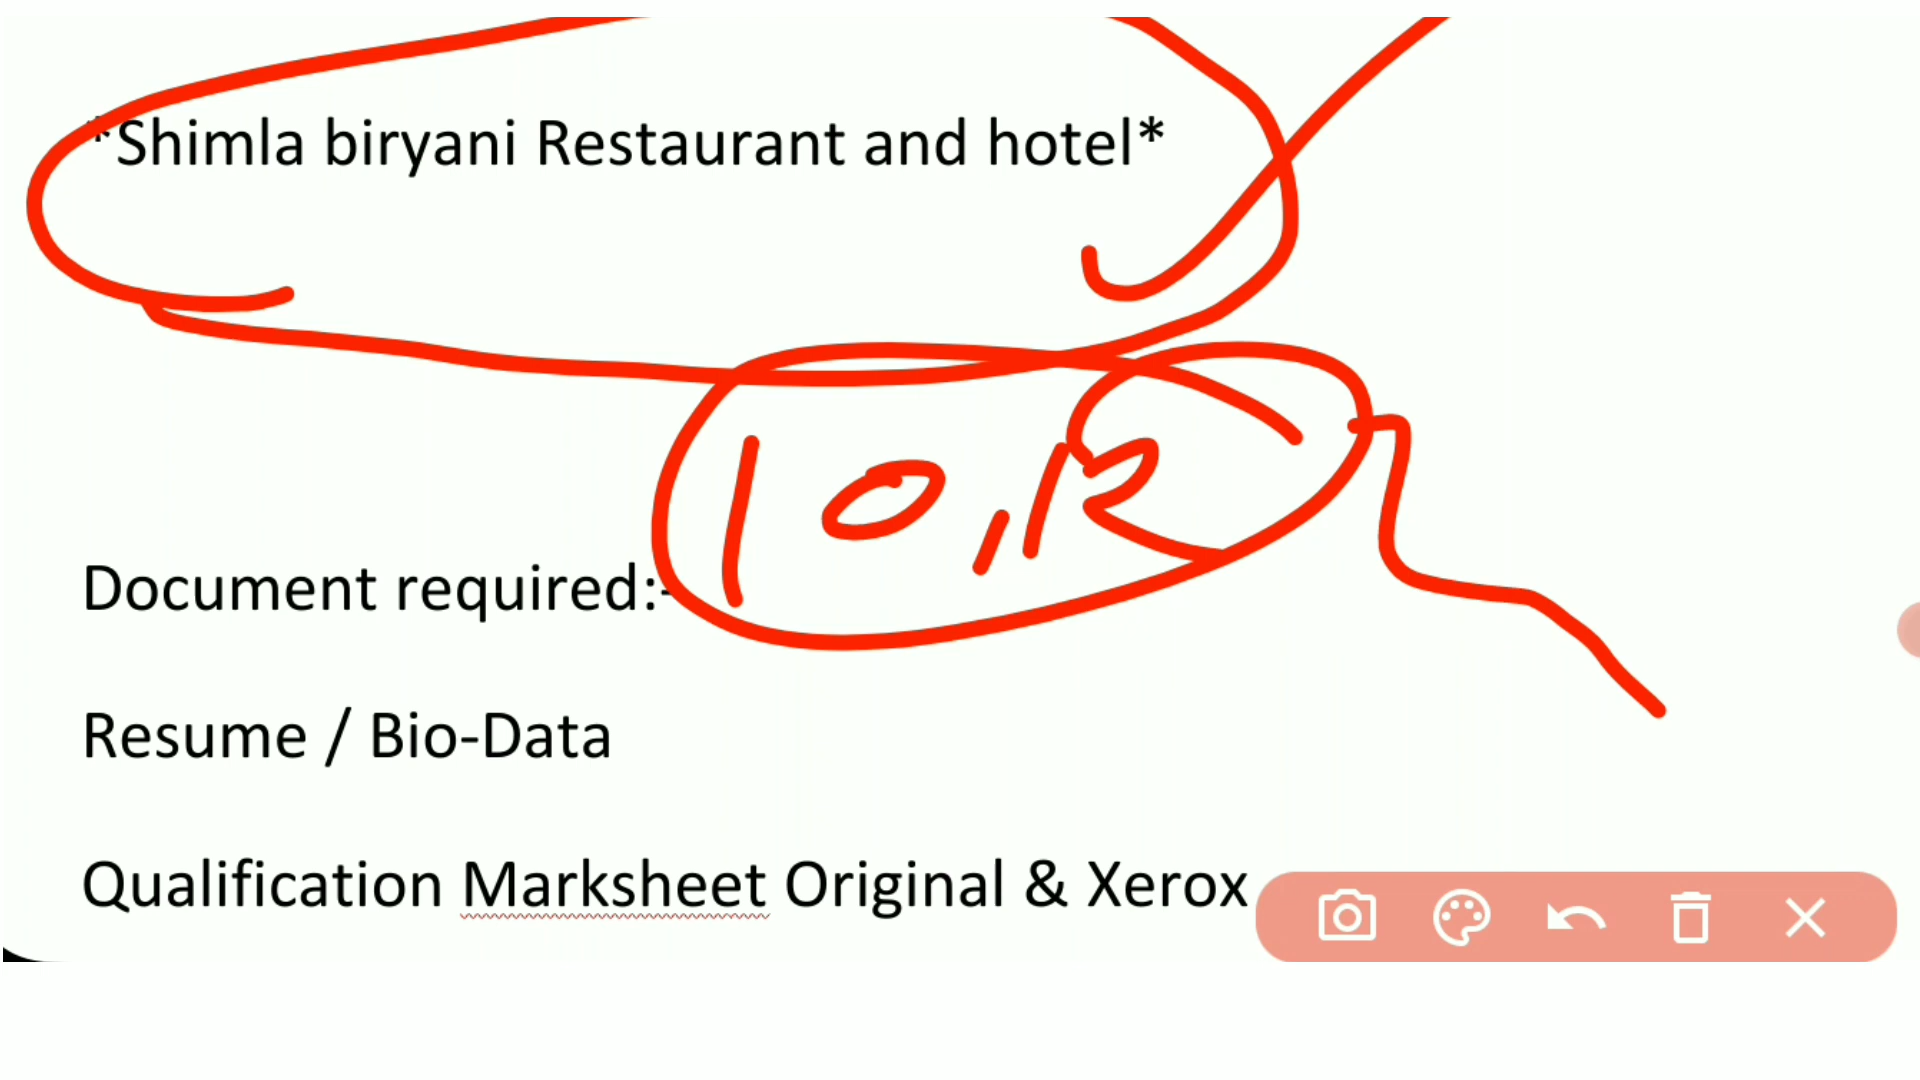 *Shimla biryani Restaurant and hotel*
10,12
Document required:-
Resume / Bio-Data
Qualification Marksheet Original & Xerox